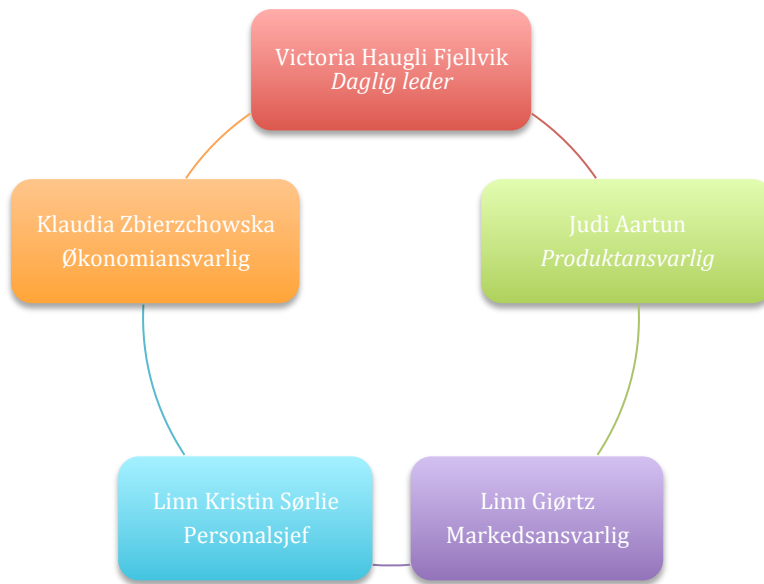 Victoria Haugli Fjellvik
Daglig leder
Klaudia Zbierzchowska
Økonomiansvarlig
Judi Aartun
Produktansvarlig
Linn Kristin Sørlie
Personalsjef
Linn Giørtz
Markedsansvarlig